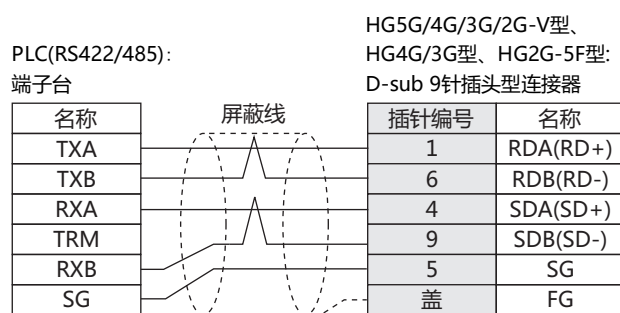 HG5G/4G/3G/2G-V型、
PLC(RS422/485)： HG4G/3G型、HG2G-5F型:
端子台 D-sub 9针插头型连接器
名称 屏蔽线 插针编号 名称
TXA 1 RDA(RD+)
TXB 6 RDB(RD-)
RXA 4 SDA(SD+)
TRM 9 SDB(SD-)
RXB 5 SG
SG 盖 FG